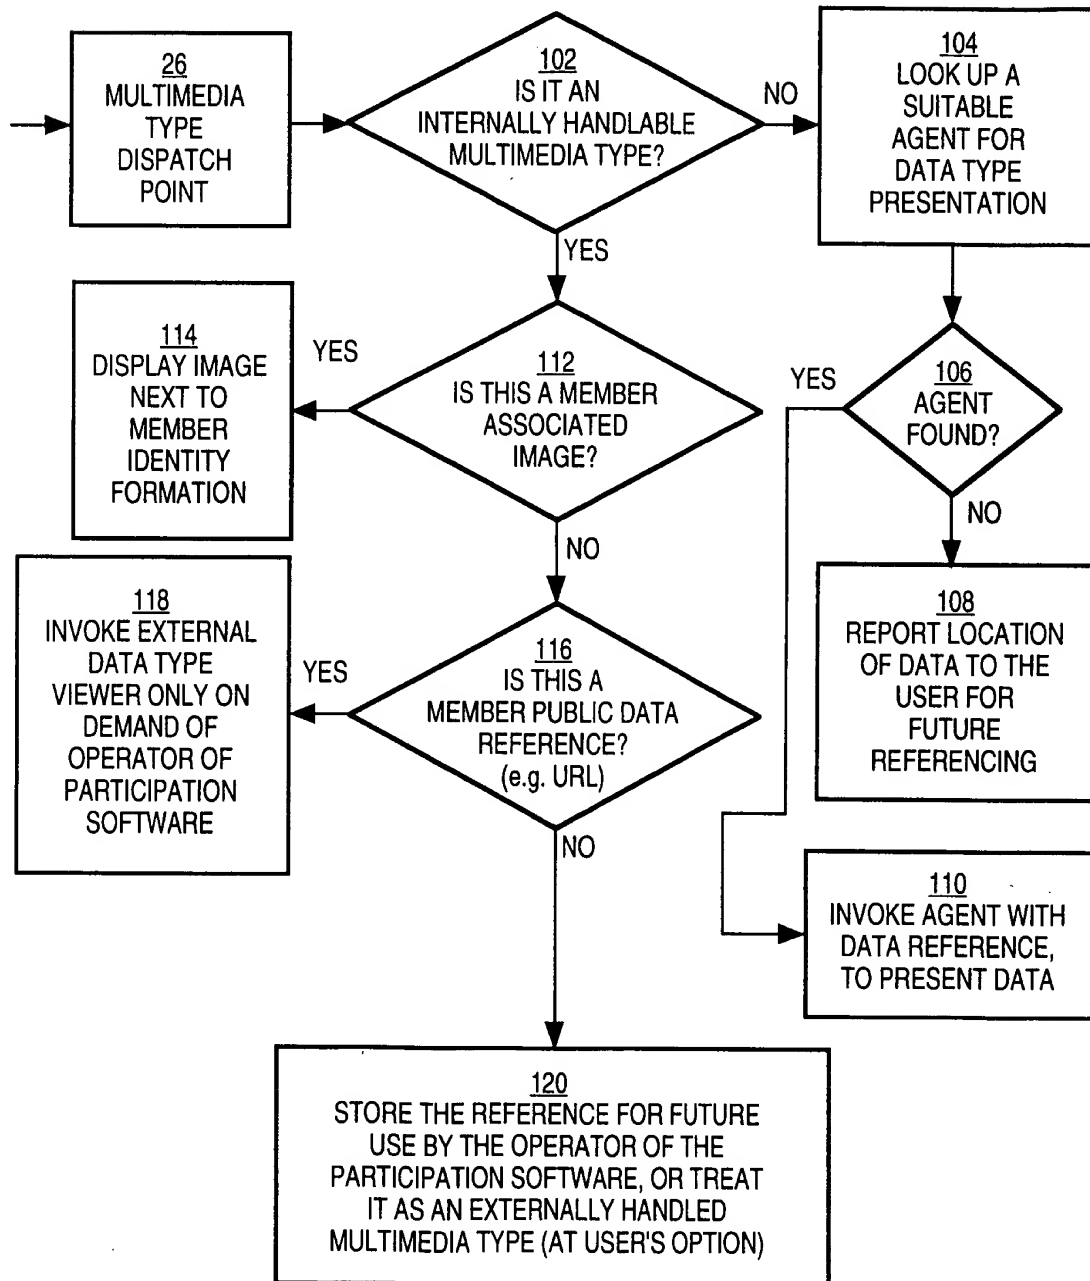 26
MULTIMEDIA
TYPE
DISPATCH
POINT
102
IS IT AN
INTERNALLY HANDLABLE
MULTIMEDIA TYPE?
NO
YES
104
LOOK UP A
SUITABLE
AGENT FOR
DATA TYPE
PRESENTATION
114
DISPLAY IMAGE
NEXT TO
MEMBER
IDENTITY
FORMATION
YES
112
IS THIS A MEMBER
ASSOCIATED
IMAGE?
NO
YES
106
AGENT
FOUND?
NO
118
INVOKE EXTERNAL
DATA TYPE
VIEWER ONLY ON
DEMAND OF
OPERATOR OF
PARTICIPATION
SOFTWARE
YES
116
IS THIS A
MEMBER PUBLIC DATA
REFERENCE?
(e.g. URL)
NO
108
REPORT LOCATION
OF DATA TO THE
USER FOR
FUTURE
REFERENCING
110
INVOKE AGENT WITH
DATA REFERENCE,
TO PRESENT DATA
120
STORE THE REFERENCE FOR FUTURE
USE BY THE OPERATOR OF THE
PARTICIPATION SOFTWARE, OR TREAT
IT AS AN EXTERNALLY HANDLED
MULTIMEDIA TYPE (AT USER'S OPTION)